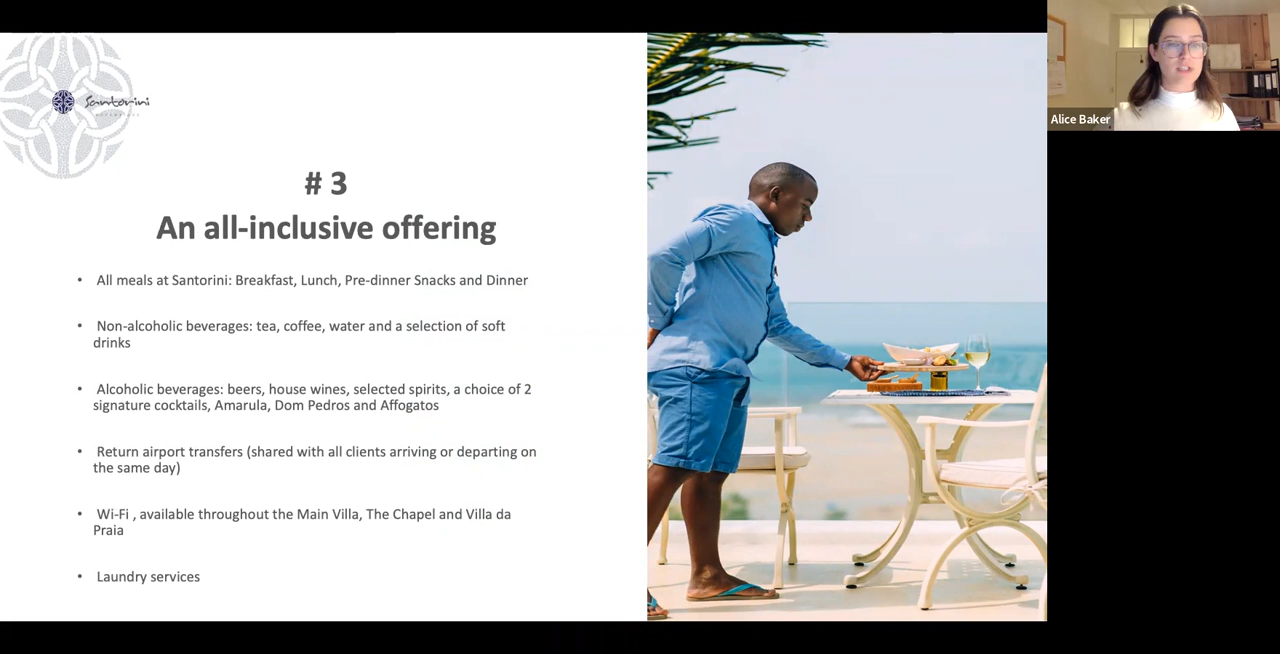 Santorini
# 3
An all-inclusive offering
• All meals at Santorini: Breakfast, Lunch, Pre-dinner Snacks and Dinner
• Non-alcoholic beverages: tea, coffee, water and a selection of soft
drinks
• Alcoholic beverages: beers, house wines, selected spirits, a choice of 2
signature cocktails, Amarula, Dom Pedros and Affogatos
• Return airport transfers (shared with all clients arriving or departing on
the same day)
• Wi-Fi , available throughout the Main Villa, The Chapel and Villa da
Praia
• Laundry services
Alice Baker